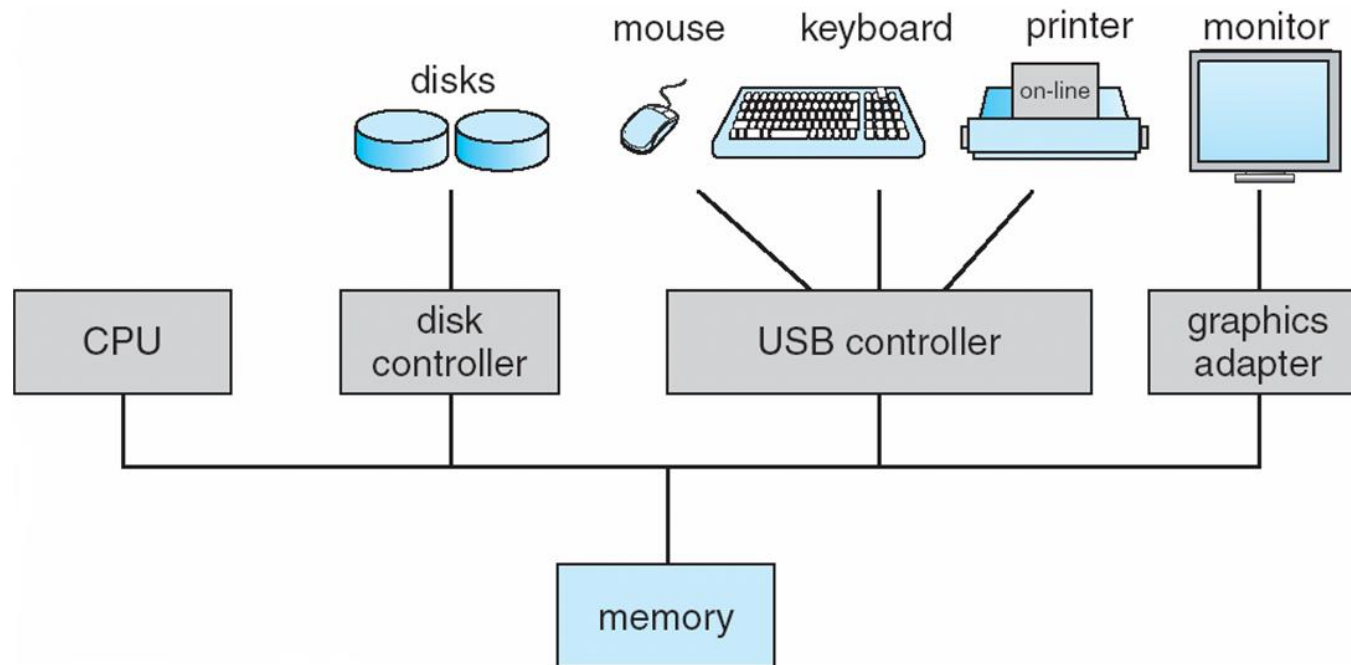 mouse
keyboard
printer
monitor
disks
on-line
CPU
disk
controller
USB controller
graphics
adapter
memory